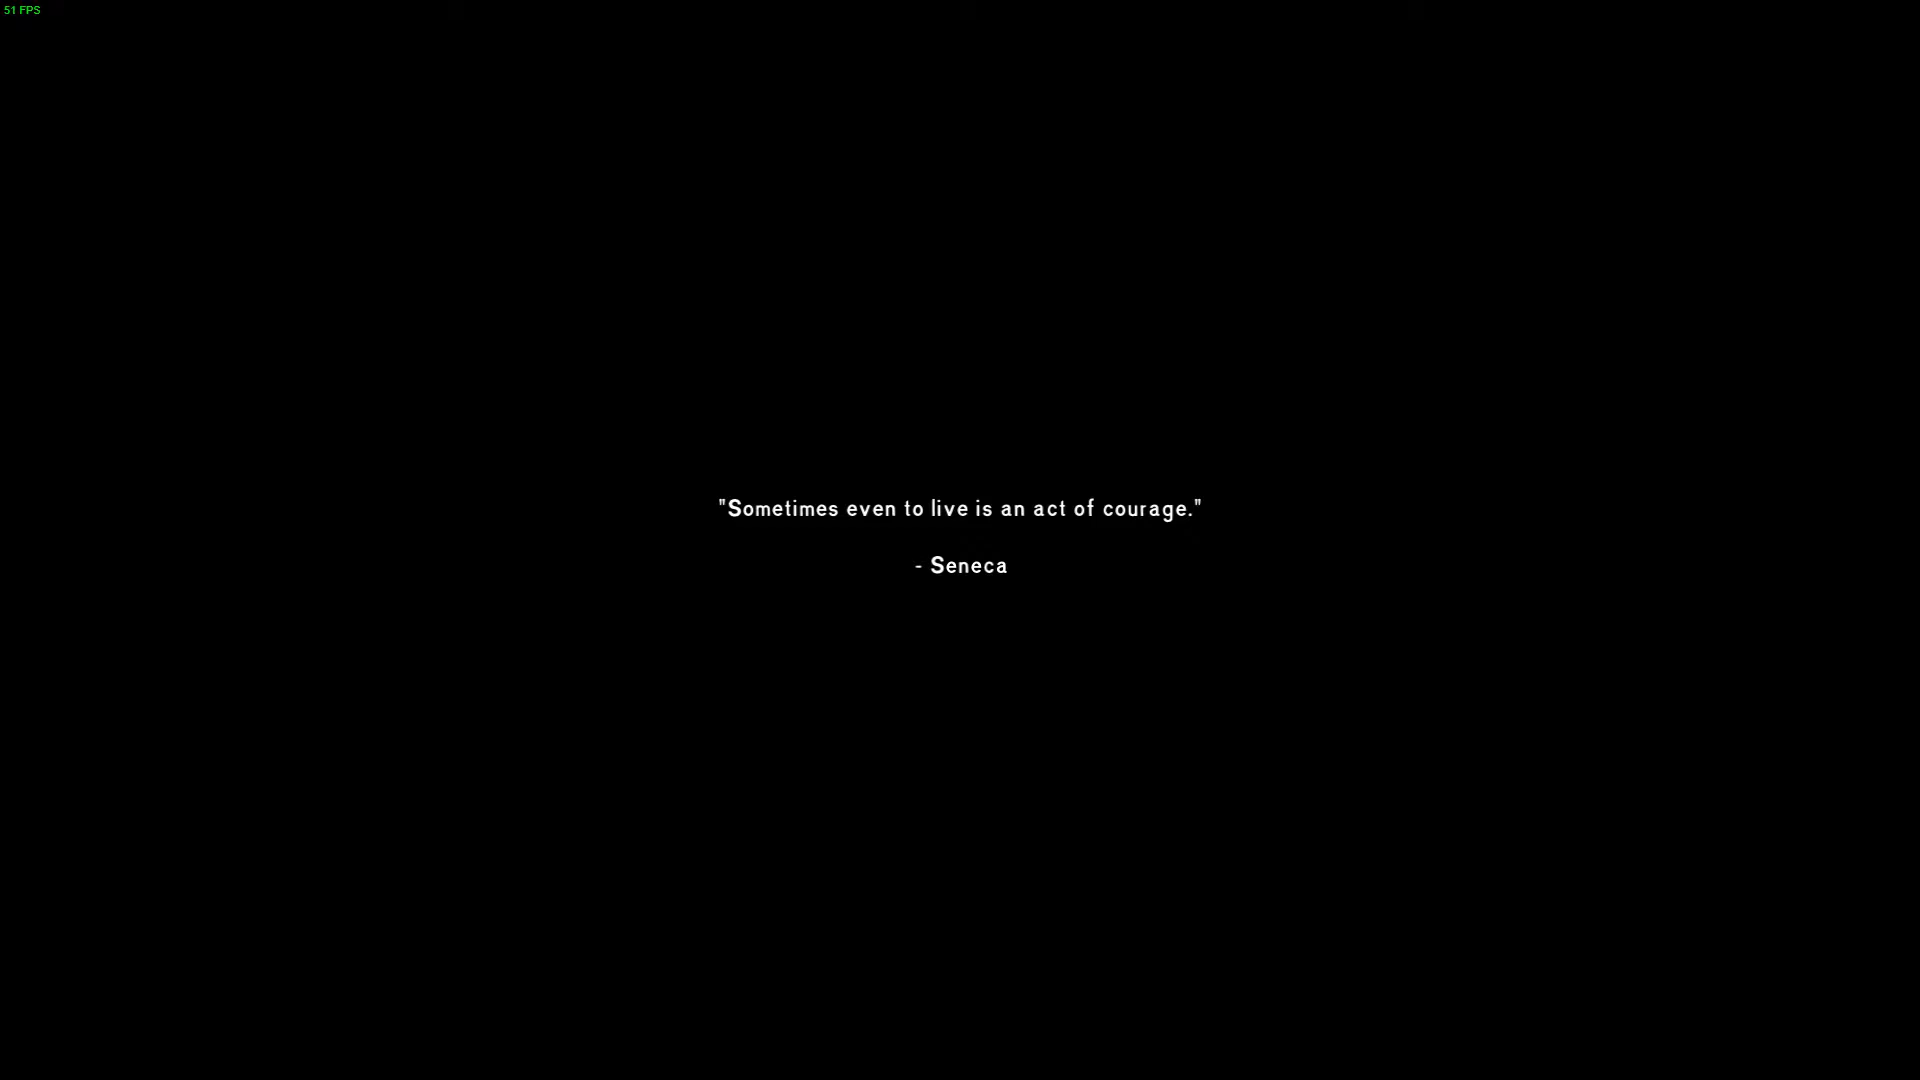 51 FPS
"Sometimes even to live is an act of courage."
- Seneca